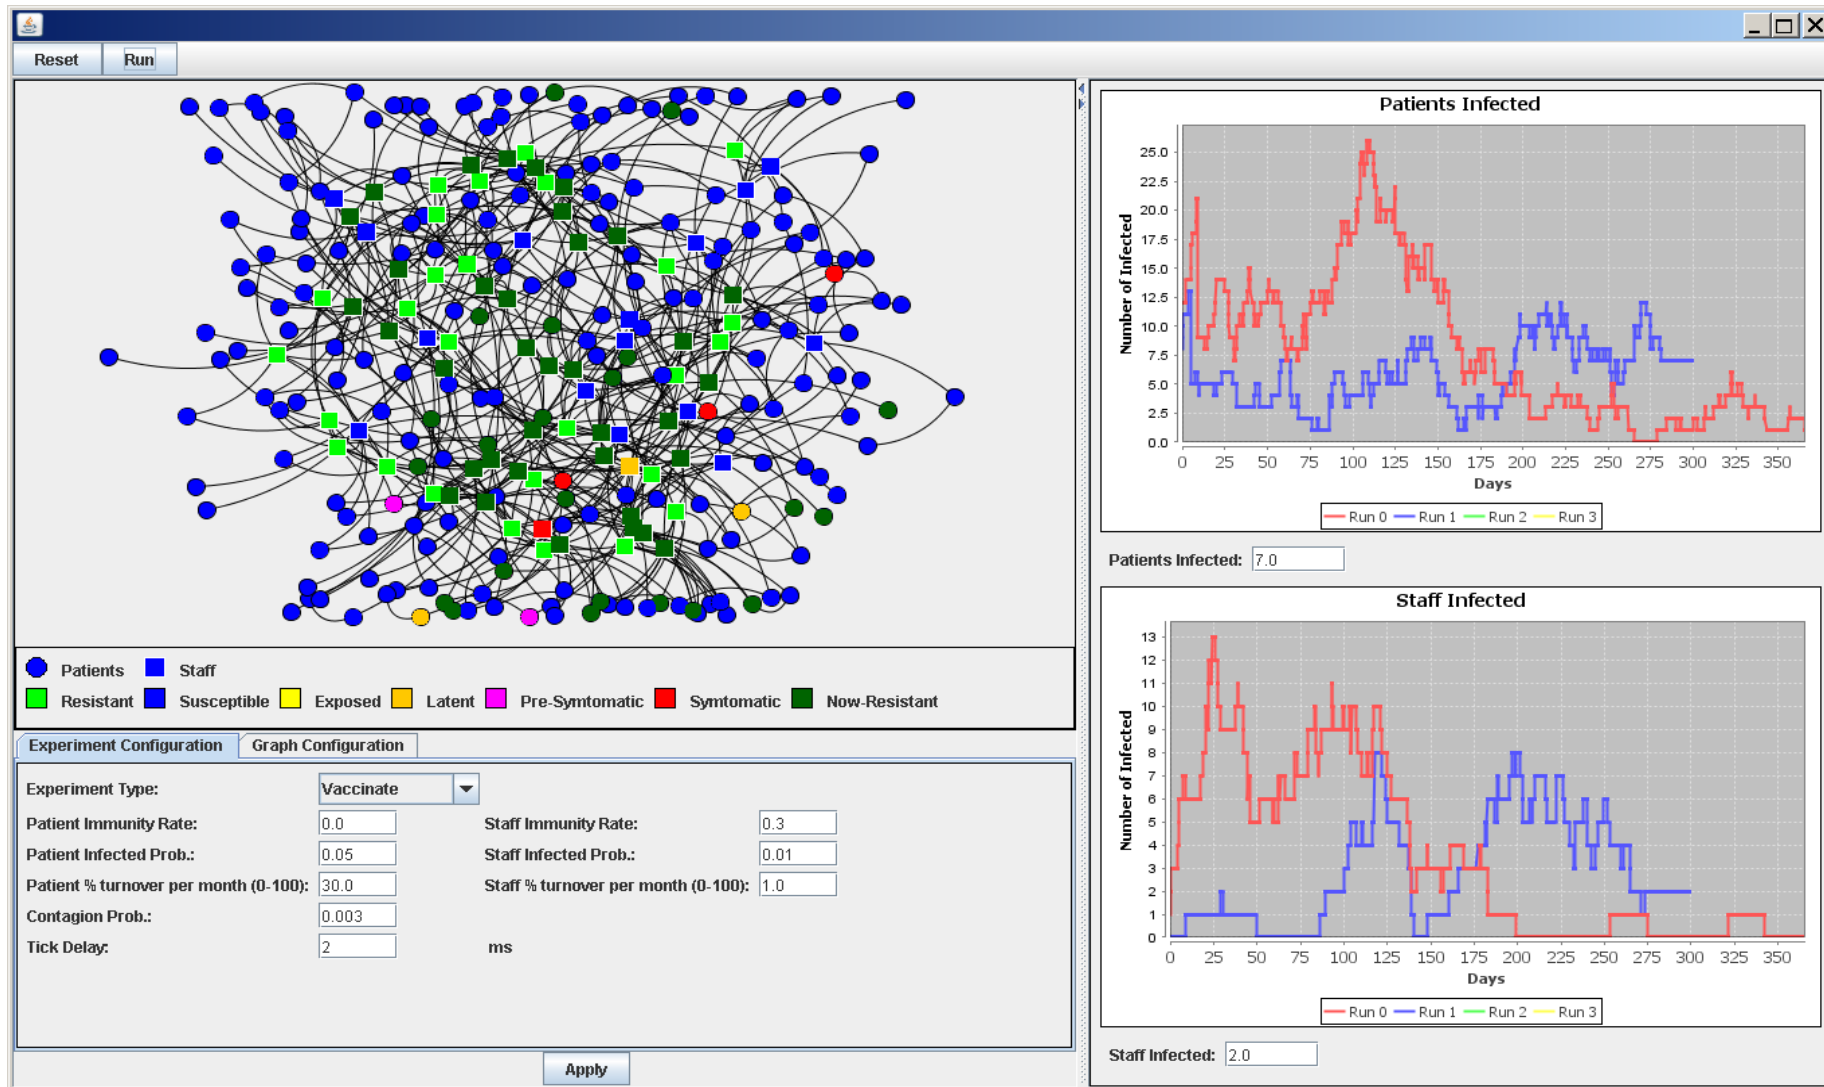 Reset Run
Patients Infected
Number of Infected
25.0
22.5
20.0
17.5
15.0
12.5
10.0
7.5
5.0
2.5
0.0
0 25 50 75 100 125 150 175 200 225 250 275 300 325 350
Days
Run 0 Run 1 Run 2 Run 3
Patients Infected: 7.0
Staff Infected
Number of Infected
13
12
11
10
9
8
7
6
5
4
3
2
1
0
0 25 50 75 100 125 150 175 200 225 250 275 300 325 350
Days
Run 0 Run 1 Run 2 Run 3
Staff Infected: 2.0
Patients Staff
Resistant Susceptible Exposed Latent Pre-Symtomatic Symtomatic Now-Resistant
Experiment Configuration Graph Configuration
Experiment Type: Vaccinate
Patient Immunity Rate: 0.0 Staff Immunity Rate: 0.3
Patient Infected Prob.: 0.05 Staff Infected Prob.: 0.01
Patient % turnover per month (0-100): 30.0 Staff % turnover per month (0-100): 1.0
Contagion Prob.: 0.003
Tick Delay: 2 ms
Apply